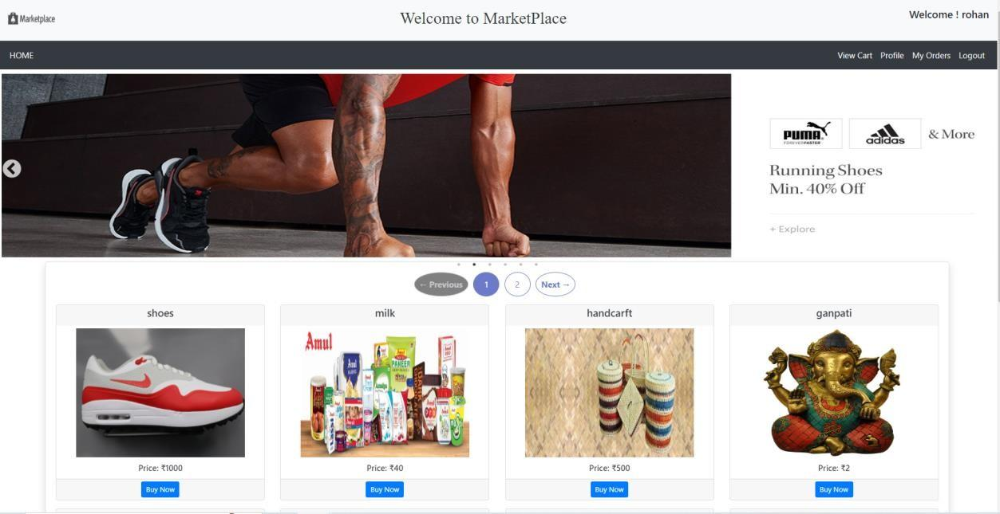 Marketplace
Welcome to MarketPlace
Welcome ! rohan
HOME
View Cart Profile My Orders Logout
PUMA
FOREVER FASTER
adidas
& More
Running Shoes
Min. 40% Off
+ Explore
← Previous 1 2 Next →
shoes
milk
handcarft
ganpati
Amul
PANEER
Price: ₹1000
Price: ₹40
Price: ₹500
Price: ₹2
Buy Now
Buy Now
Buy Now
Buy Now